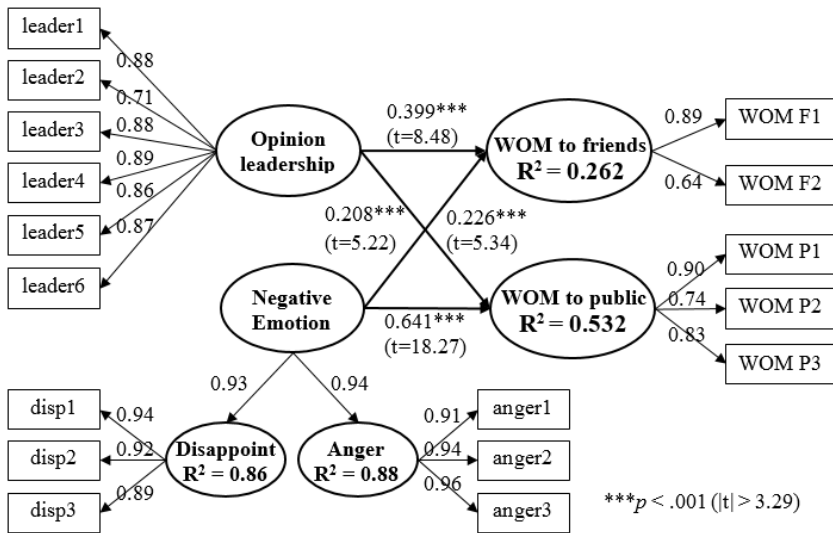 leader1
leader2
leader3
leader4
leader5
leader6
0.88
0.71
0.88
0.89
0.86
0.87
Opinion
leadership
0.399***
(t=8.48)
WOM to friends
R² = 0.262
0.89
0.64
WOM F1
WOM F2
0.208***
(t=5.22)
0.226***
(t=5.34)
Negative
Emotion
0.641***
(t=18.27)
WOM to public
R² = 0.532
0.90
0.74
0.83
WOM P1
WOM P2
WOM P3
0.93
0.94
disp1
disp2
disp3
0.94
0.92
0.89
Disappoint
R² = 0.86
Anger
R² = 0.88
0.91
0.94
0.96
anger1
anger2
anger3
***p < .001 (|t| > 3.29)